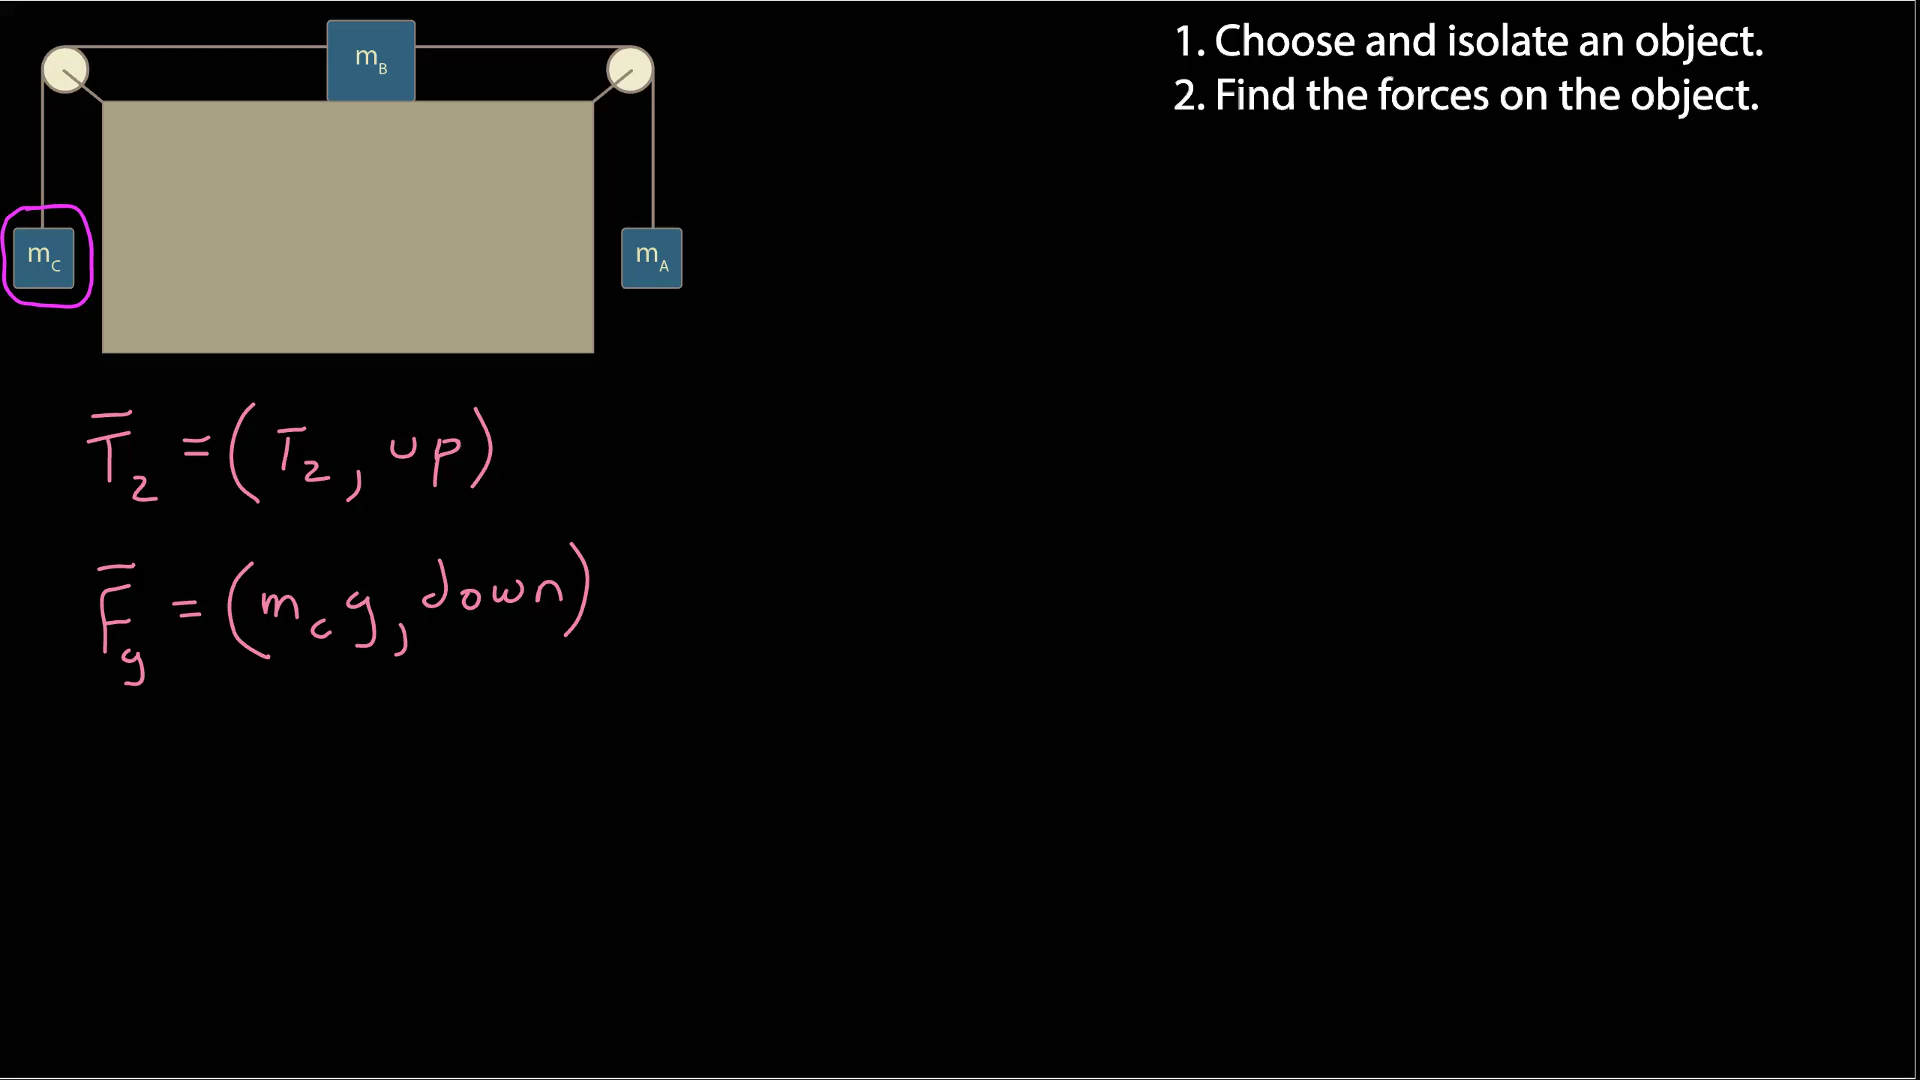 1. Choose and isolate an object.
2. Find the forces on the object.
m_B
m_C
m_A
T̅_2 = (T_2, up)
F̅_g = (m_c g, down)